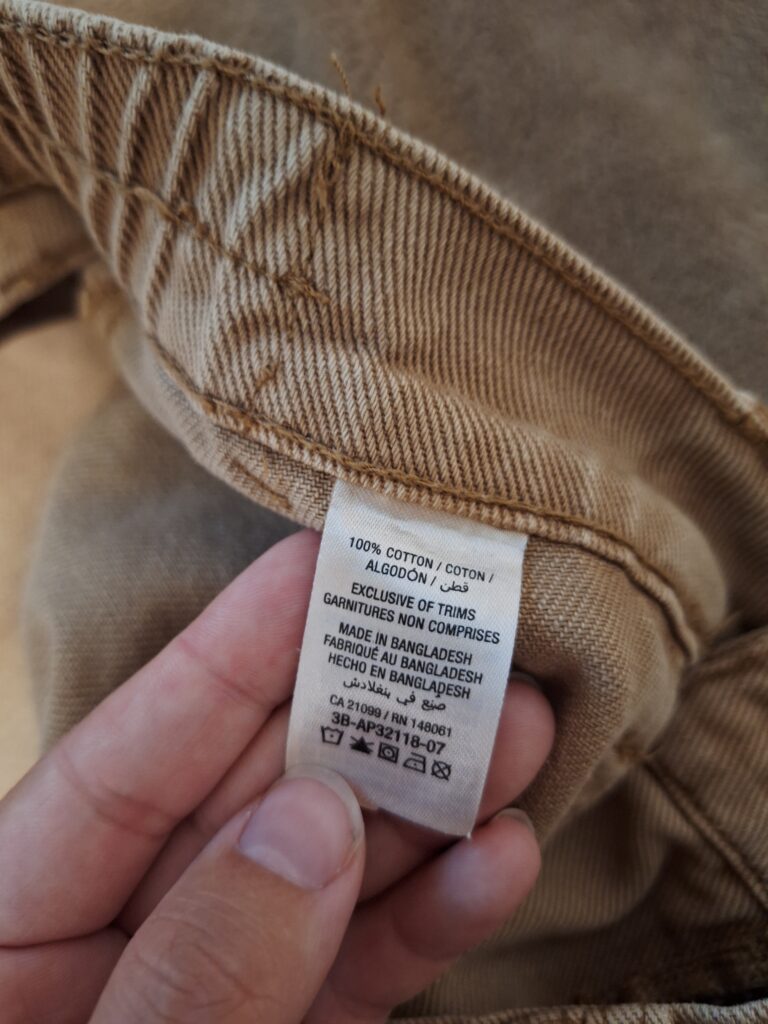 100% COTTON / COTON /
ALGODÓN / قطن
EXCLUSIVE OF TRIMS
GARNITURES NON COMPRISES
MADE IN BANGLADESH
FABRIQUÉ AU BANGLADESH
HECHO EN BANGLADESH
صنع في بنغلادش
CA 21099 / RN 148061
3B-AP32118-07